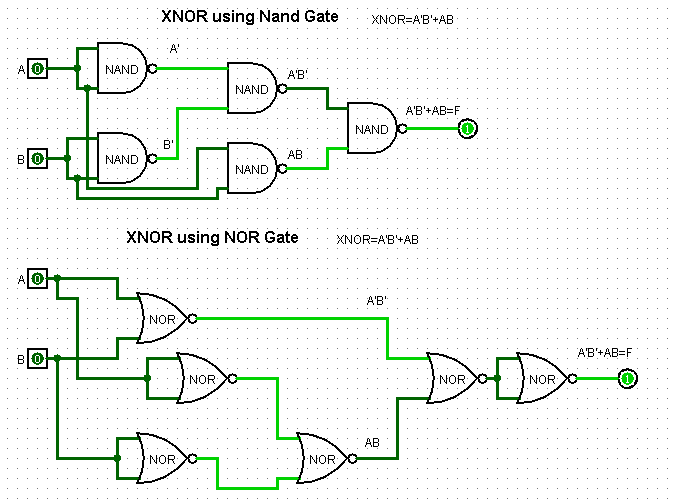 XNOR using Nand Gate
XNOR=A'B'+AB
A'
A 0
NAND
NAND
A'B'
A'B'+AB=F
NAND
1
B'
B 0
NAND
AB
NAND
XNOR using NOR Gate
XNOR=A'B'+AB
A 0
A'B'
NOR
B 0
A'B'+AB=F
NOR
NOR
NOR
1
AB
NOR
NOR